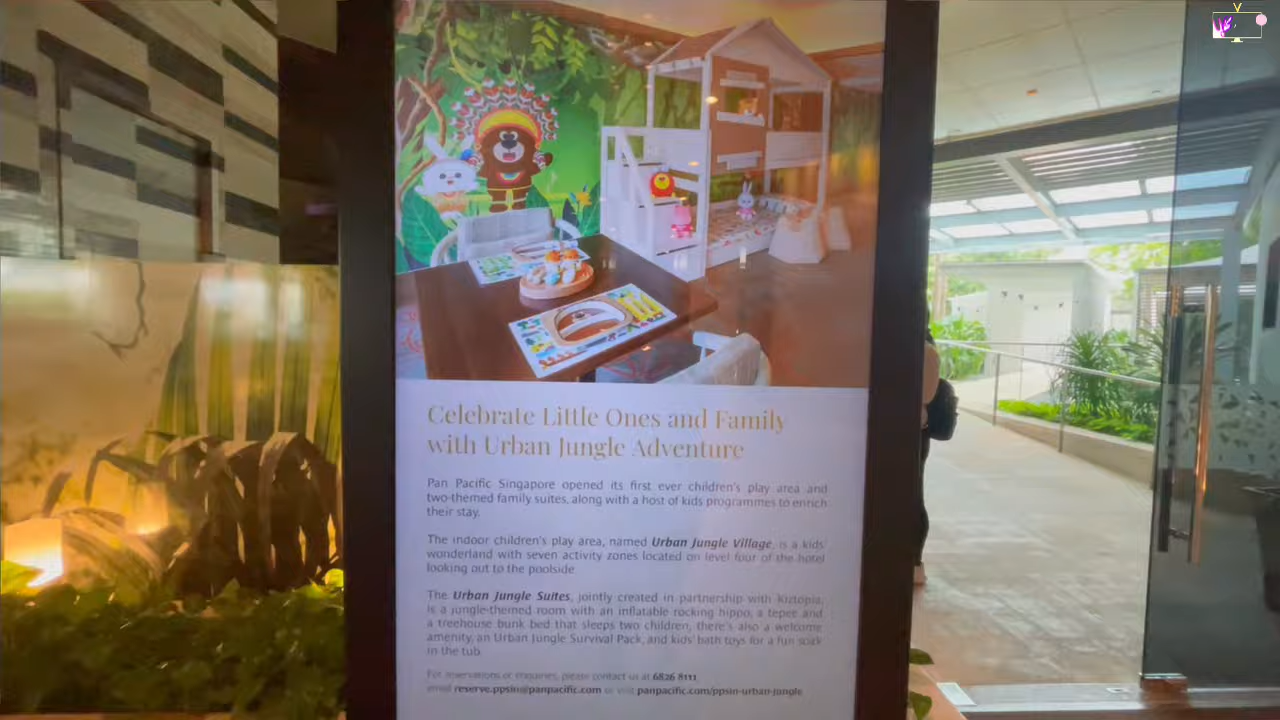 Celebrate Little Ones and Family
with Urban Jungle Adventure
Pan Pacific Singapore opened its first ever children's play area and
two-themed family suites, along with a host of kids programmes to enrich
their stay.
The indoor children's play area, named Urban Jungle Village, is a kids'
wonderland with seven activity zones located on level four of the hotel
looking out to the poolside
The Urban Jungle Suites, jointly created in partnership with Kiztopia,
is a jungle-themed room with an inflatable rocking hippo, a tepee and
a treehouse bunk bed that sleeps two children, there's also a welcome
amenity, an Urban Jungle Survival Pack, and kids' bath toys for a fun soak
in the tub.
For reservations or enquiries, please contact us at 6826 8111
email reserve.ppsin@panpacific.com or visit panpacific.com/ppsin-urban-jungle